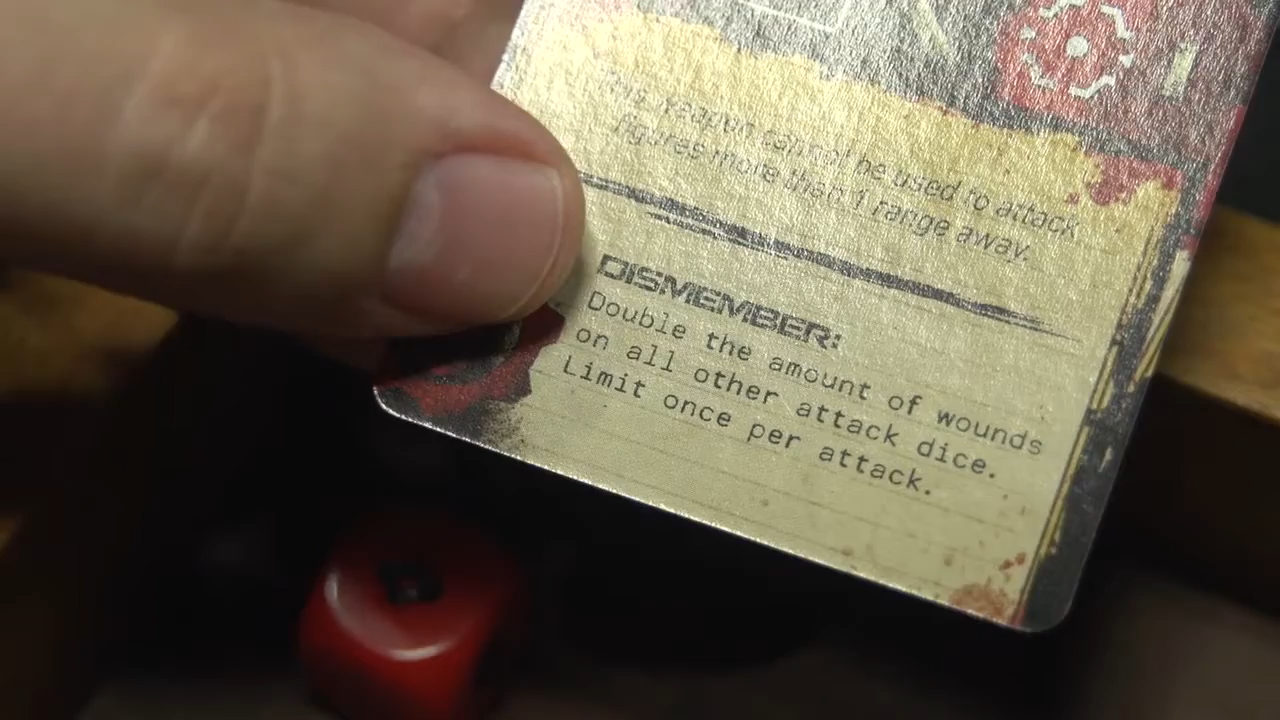 This weapon cannot be used to attack
figures more than 1 range away.
DISMEMBER:
Double the amount of wounds
on all other attack dice.
Limit once per attack.